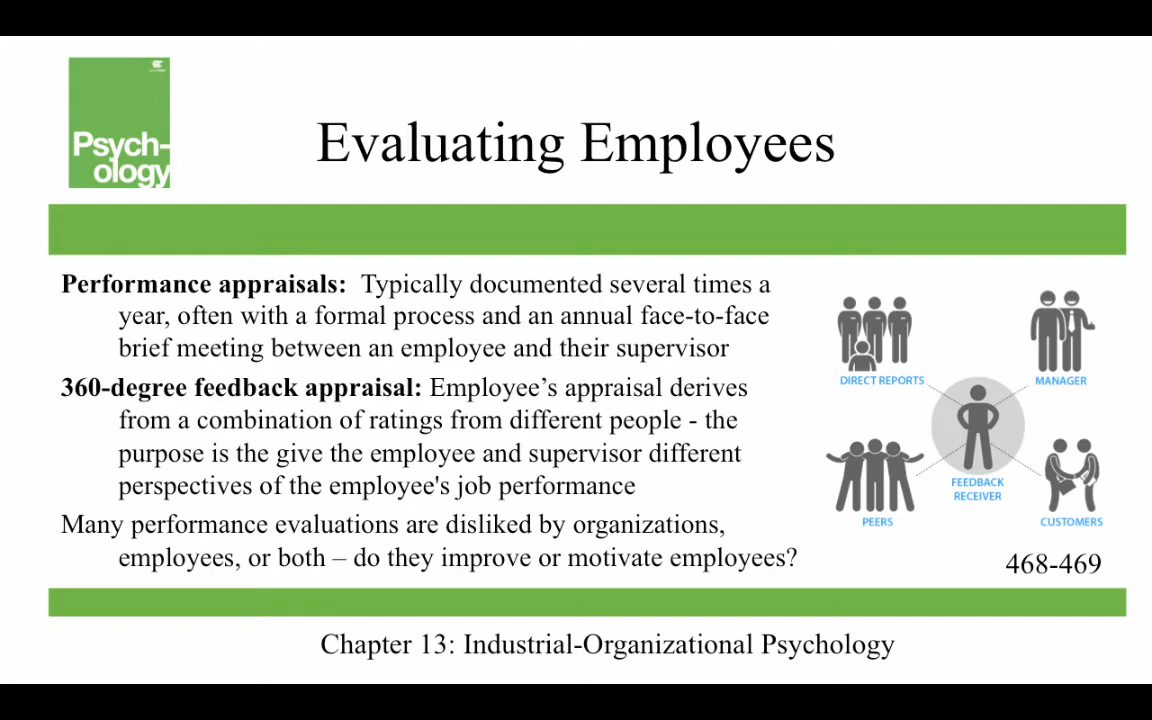 Psych-
ology
Evaluating Employees
Performance appraisals: Typically documented several times a
year, often with a formal process and an annual face-to-face
brief meeting between an employee and their supervisor
360-degree feedback appraisal: Employee's appraisal derives
from a combination of ratings from different people - the
purpose is the give the employee and supervisor different
perspectives of the employee's job performance
Many performance evaluations are disliked by organizations,
employees, or both – do they improve or motivate employees?
DIRECT REPORTS
MANAGER
FEEDBACK
RECEIVER
PEERS
CUSTOMERS
468-469
Chapter 13: Industrial-Organizational Psychology